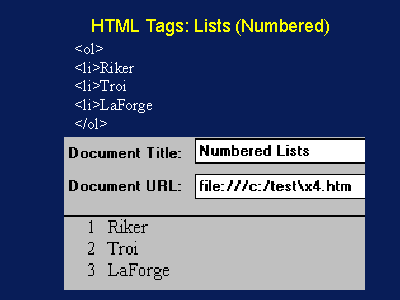 HTML Tags: Lists (Numbered)
<ol>
<li>Riker
<li>Troi
<li>LaForge
</ol>
Document Title: Numbered Lists
Document URL: file:///c:/test\x4.htm
1 Riker
2 Troi
3 LaForge